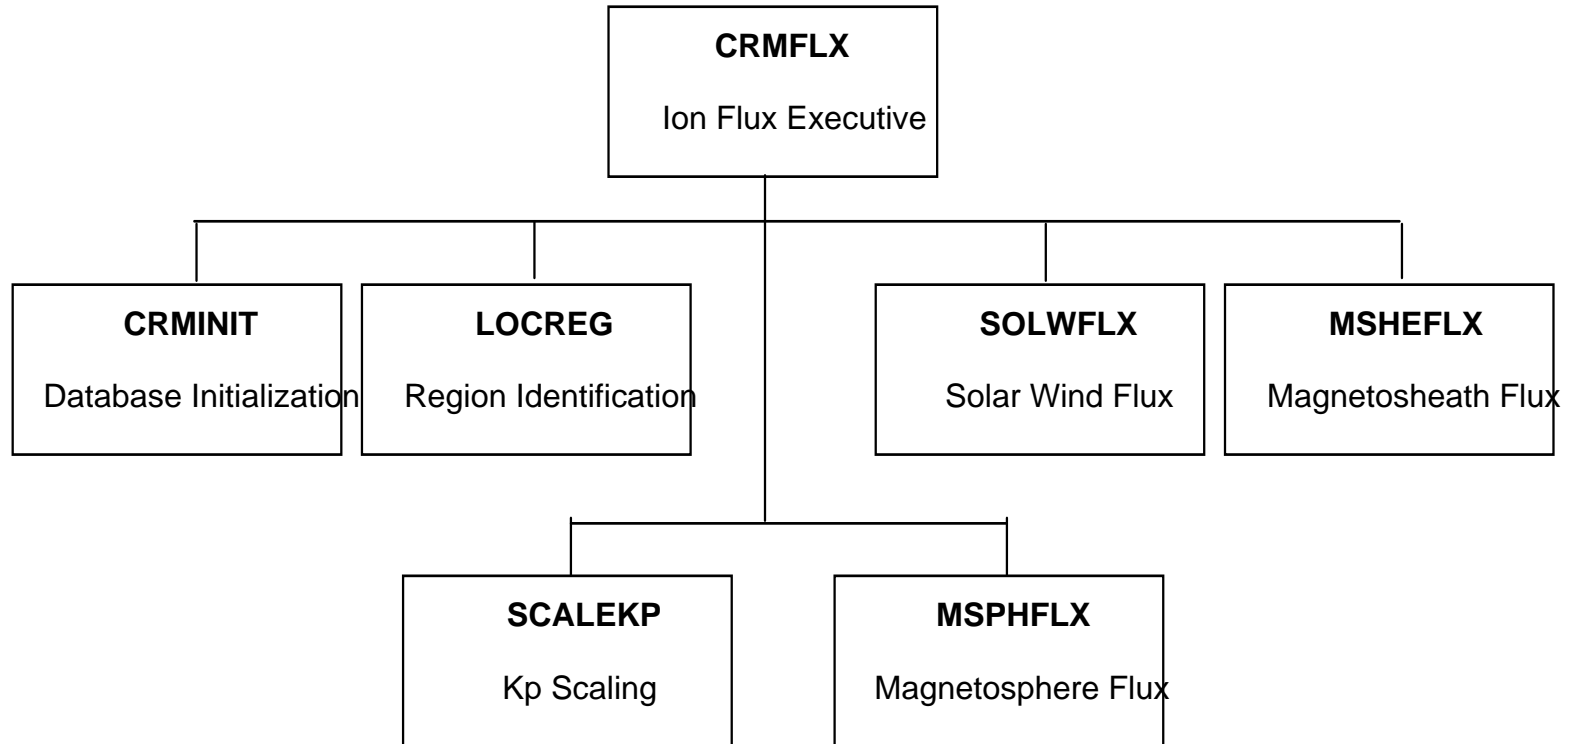 CRMFLX
Ion Flux Executive
CRMINIT
Database Initialization
LOCREG
Region Identification
SOLWFLX
Solar Wind Flux
MSHEFLX
Magnetosheath Flux
SCALEKP
Kp Scaling
MSPHFLX
Magnetosphere Flux